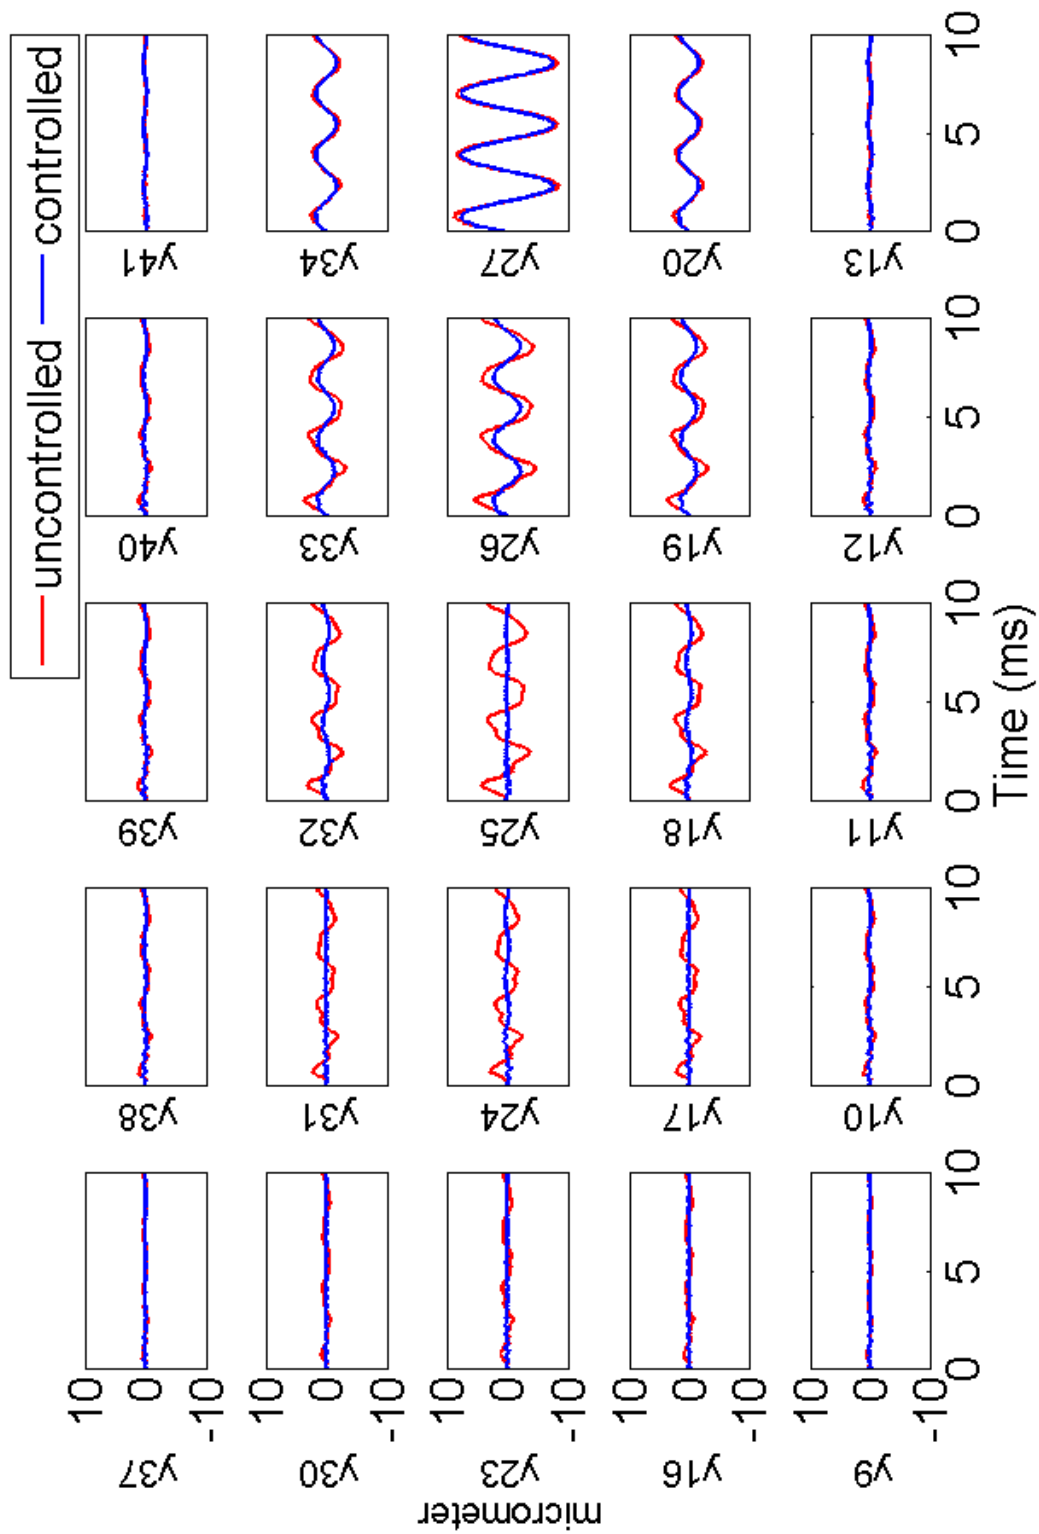 uncontrolled controlled
y41
y34
y27
y20
y13
0 5 10
y40
y33
y26
y19
y12
0 5 10
y39
y32
y25
y18
y11
0 5 10
Time (ms)
y38
y31
y24
y17
y10
0 5 10
y37
10 0 -10
y30
10 0 -10
y23
10 0 -10
y16
10 0 -10
y9
10 0 -10
0 5 10
micrometer